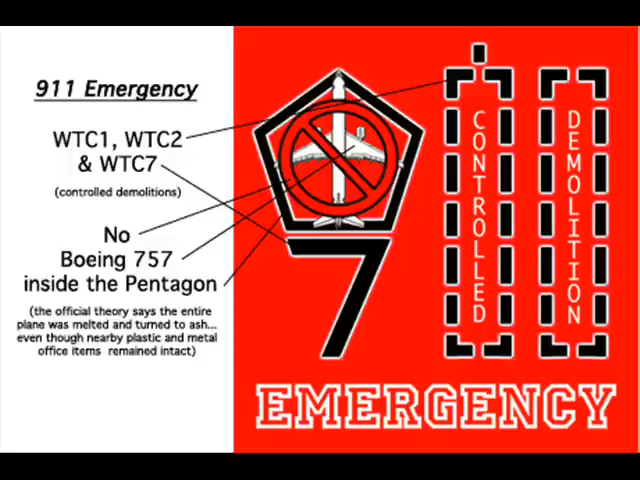 911 Emergency
WTC1, WTC2
& WTC7
(controlled demolitions)
No
Boeing 757
inside the Pentagon
(the official theory says the entire
plane was melted and turned to ash...
even though nearby plastic and metal
office items remained intact)
7
CONTROLLED
DEMOLITION
EMERGENCY